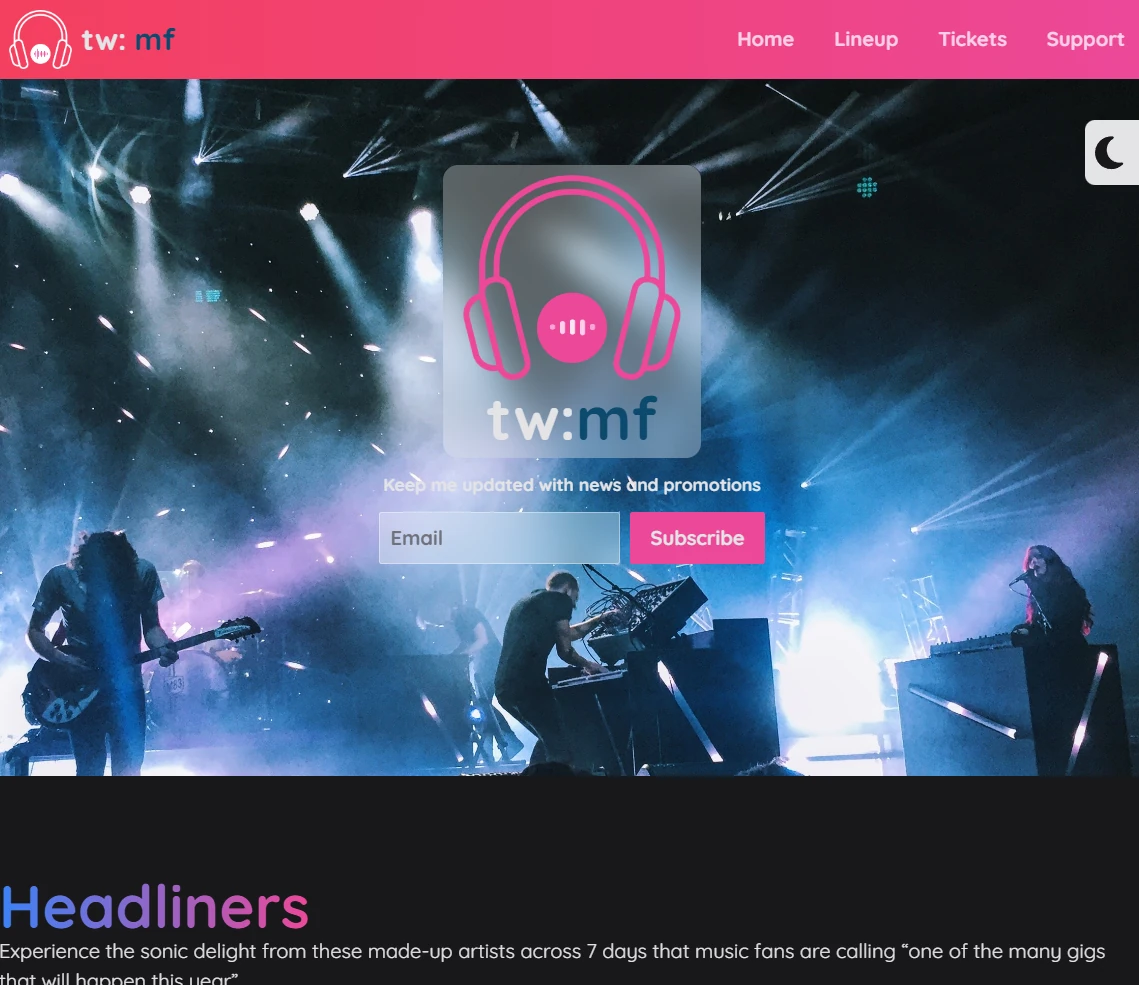 tw: mf
Home Lineup Tickets Support
tw:mf
Keep me updated with news and promotions
Email
Subscribe
Headliners
Experience the sonic delight from these made-up artists across 7 days that music fans are calling “one of the many gigs
that will happen this year”